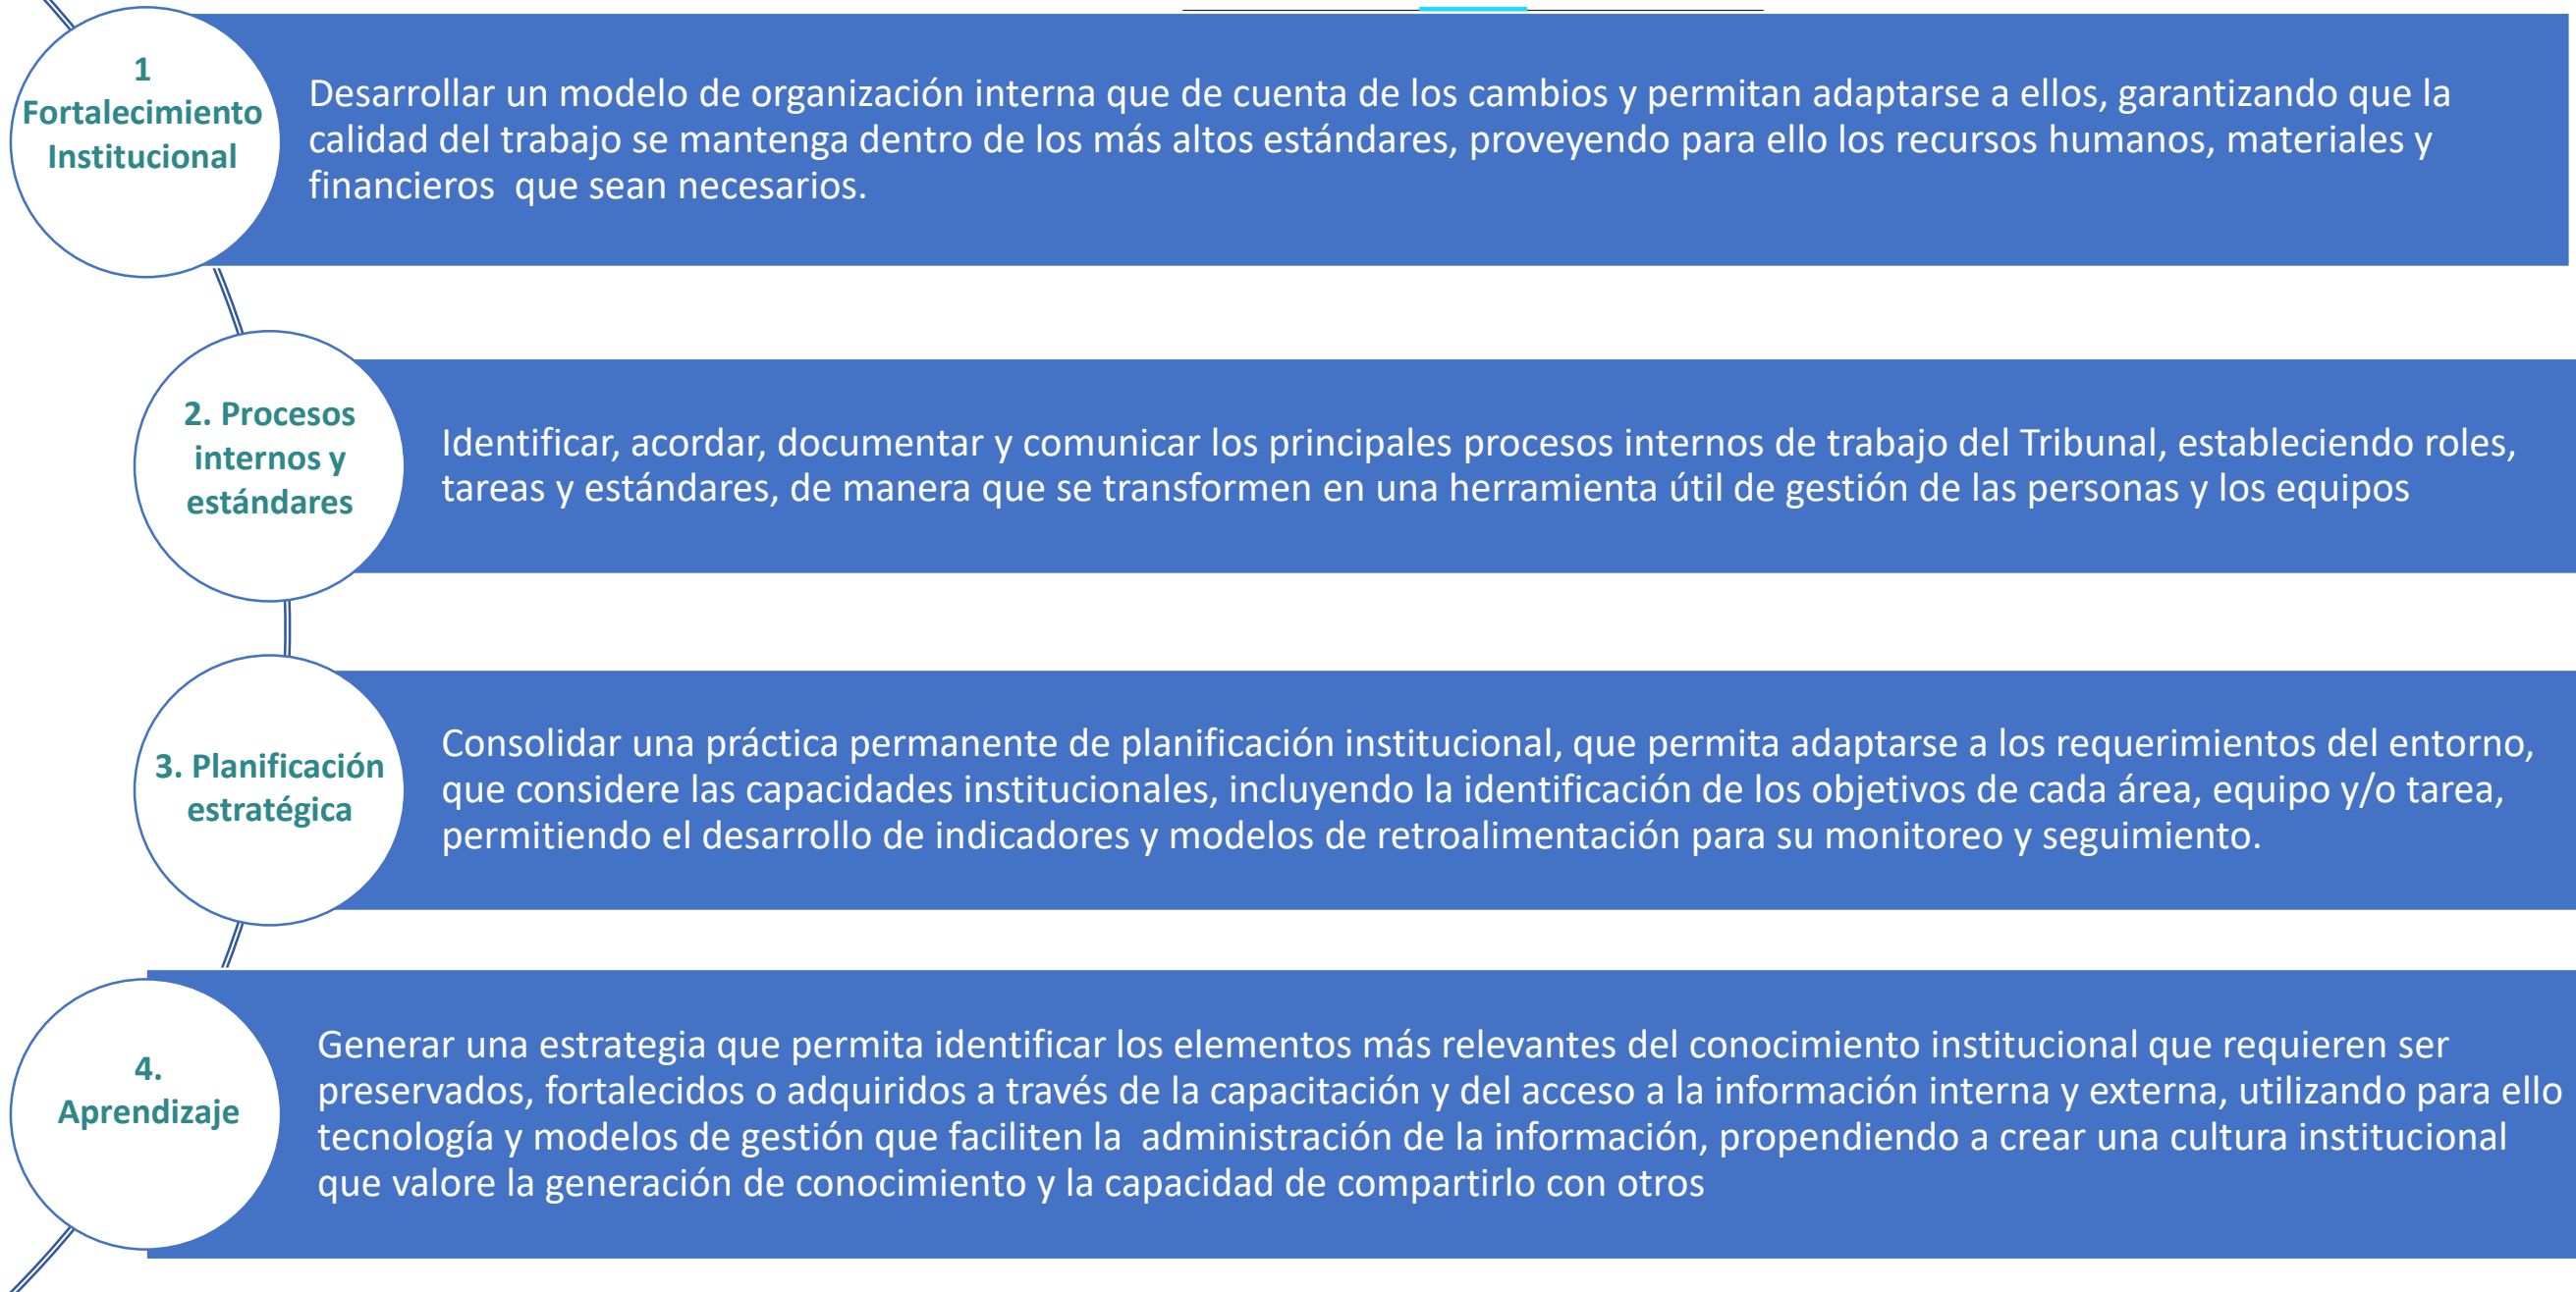 1
Fortalecimiento
Institucional
Desarrollar un modelo de organización interna que de cuenta de los cambios y permitan adaptarse a ellos, garantizando que la
calidad del trabajo se mantenga dentro de los más altos estándares, proveyendo para ello los recursos humanos, materiales y
financieros  que sean necesarios.
2. Procesos
internos y
estándares
Identificar, acordar, documentar y comunicar los principales procesos internos de trabajo del Tribunal, estableciendo roles,
tareas y estándares, de manera que se transformen en una herramienta útil de gestión de las personas y los equipos
3. Planificación
estratégica
Consolidar una práctica permanente de planificación institucional, que permita adaptarse a los requerimientos del entorno,
que considere las capacidades institucionales, incluyendo la identificación de los objetivos de cada área, equipo y/o tarea,
permitiendo el desarrollo de indicadores y modelos de retroalimentación para su monitoreo y seguimiento.
4.
Aprendizaje
Generar una estrategia que permita identificar los elementos más relevantes del conocimiento institucional que requieren ser
preservados, fortalecidos o adquiridos a través de la capacitación y del acceso a la información interna y externa, utilizando para ello
tecnología y modelos de gestión que faciliten la  administración de la información, propendiendo a crear una cultura institucional
que valore la generación de conocimiento y la capacidad de compartirlo con otros